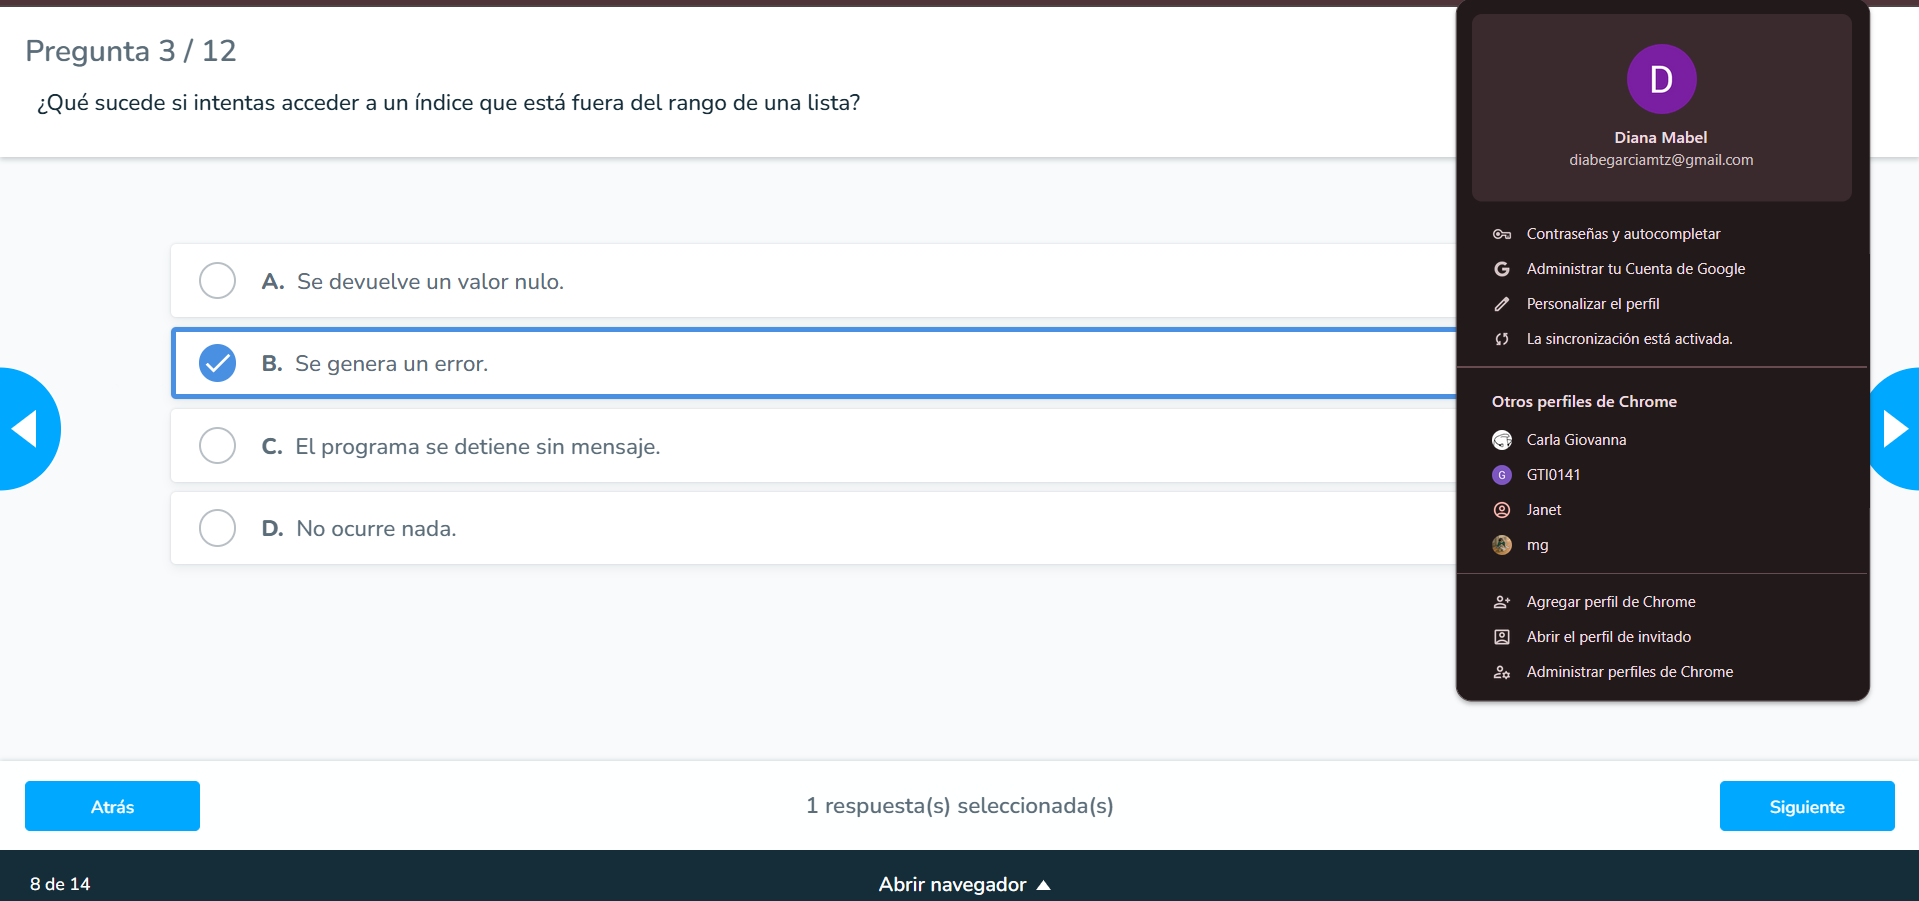 Pregunta 3 / 12
¿Qué sucede si intentas acceder a un índice que está fuera del rango de una lista?
A. Se devuelve un valor nulo.
B. Se genera un error.
C. El programa se detiene sin mensaje.
D. No ocurre nada.
D
Diana Mabel
diabegarciamtz@gmail.com
Contraseñas y autocompletar
G Administrar tu Cuenta de Google
Personalizar el perfil
La sincronización está activada.
Otros perfiles de Chrome
Carla Giovanna
G GTI0141
Janet
mg
Agregar perfil de Chrome
Abrir el perfil de invitado
Administrar perfiles de Chrome
Atrás
1 respuesta(s) seleccionada(s)
Siguiente
8 de 14
Abrir navegador